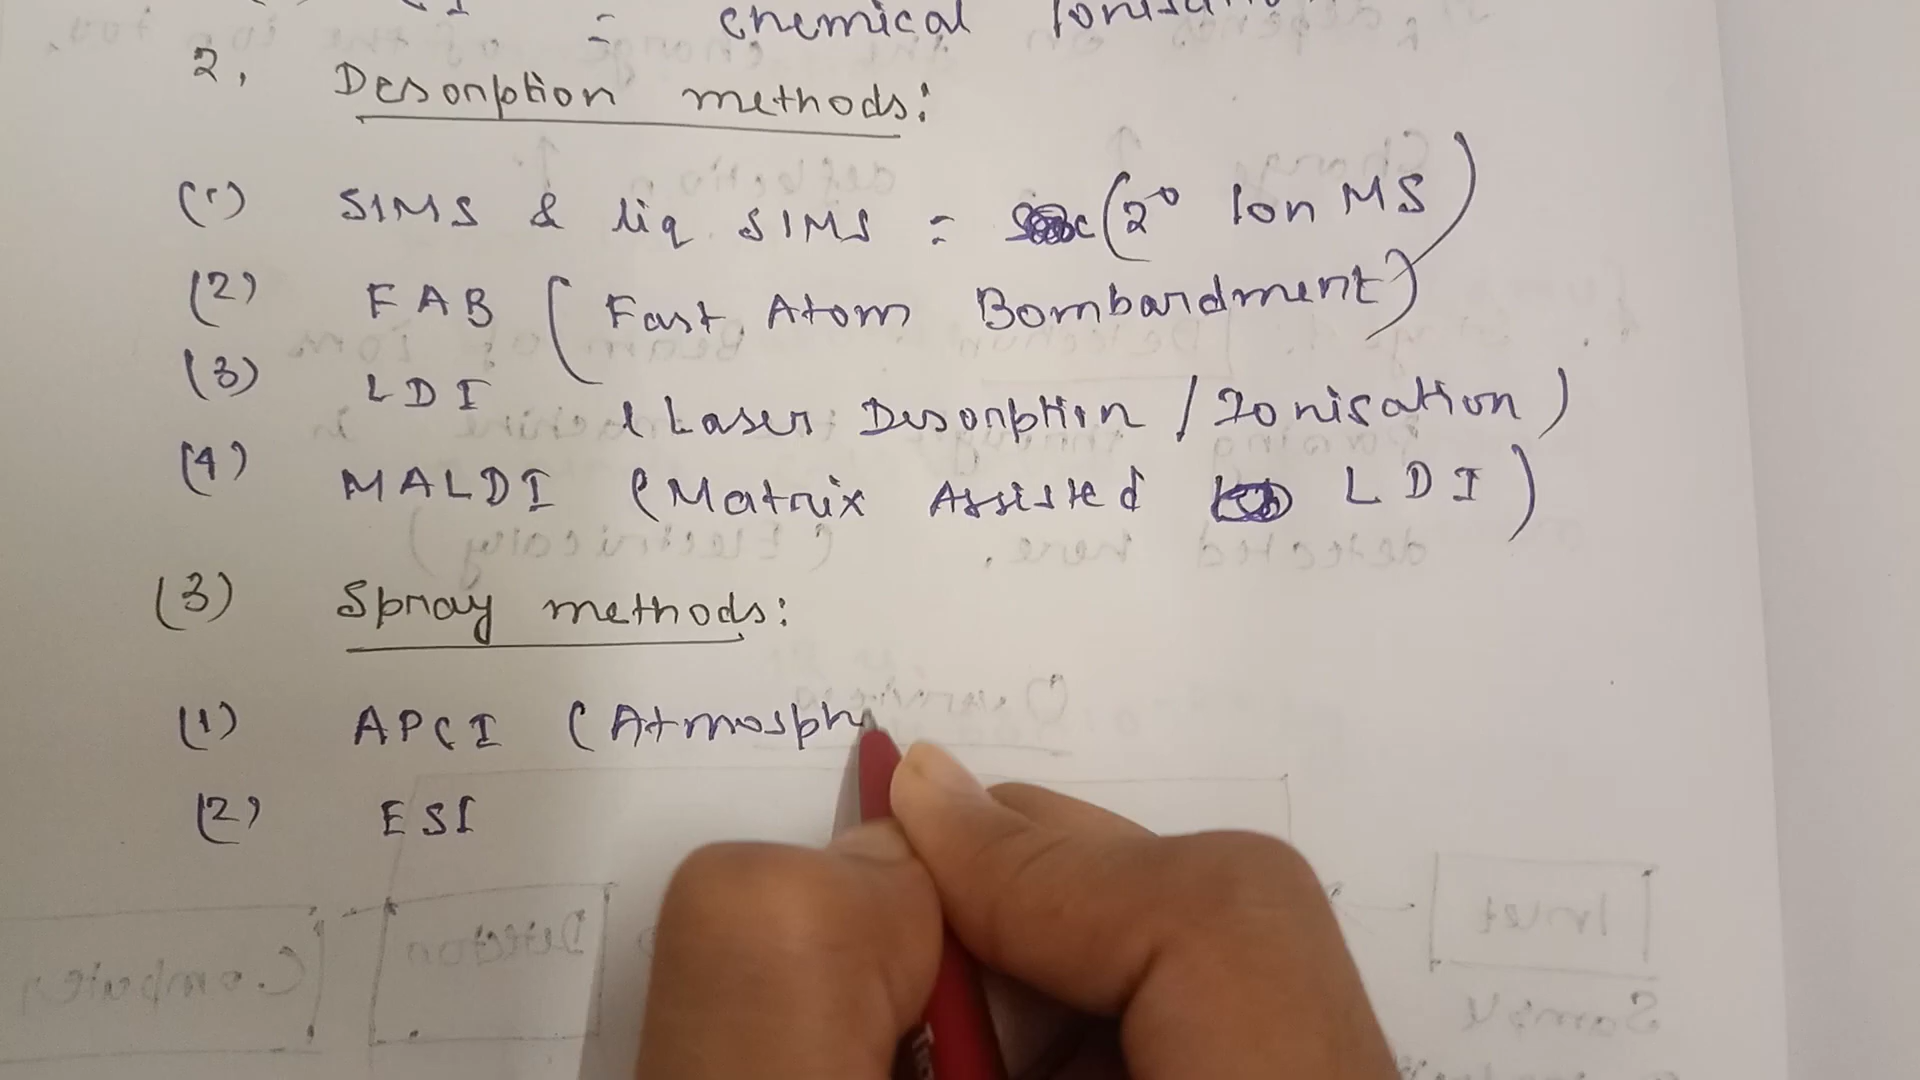 = chemical
2. Desorption methods:
(1) SIMS & liq SIMS = (2° Ion MS)
(2) FAB (Fast Atom Bombardment)
(3) LDI (Laser Desorption / Ionisation)
(4) MALDI (Matrix Assisted LDI)
(3) Spray methods:
(1) APCI (Atmosph
(2) ESI